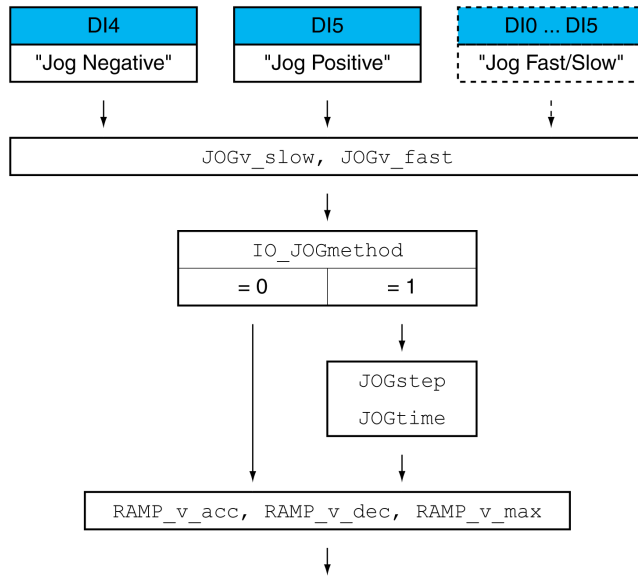 DI4 DI5 DI0 ... DI5
"Jog Negative" "Jog Positive" "Jog Fast/Slow"
JOGv_slow, JOGv_fast
IO_JOGmethod
= 0 = 1
JOGstep
JOGtime
RAMP_v_acc, RAMP_v_dec, RAMP_v_max